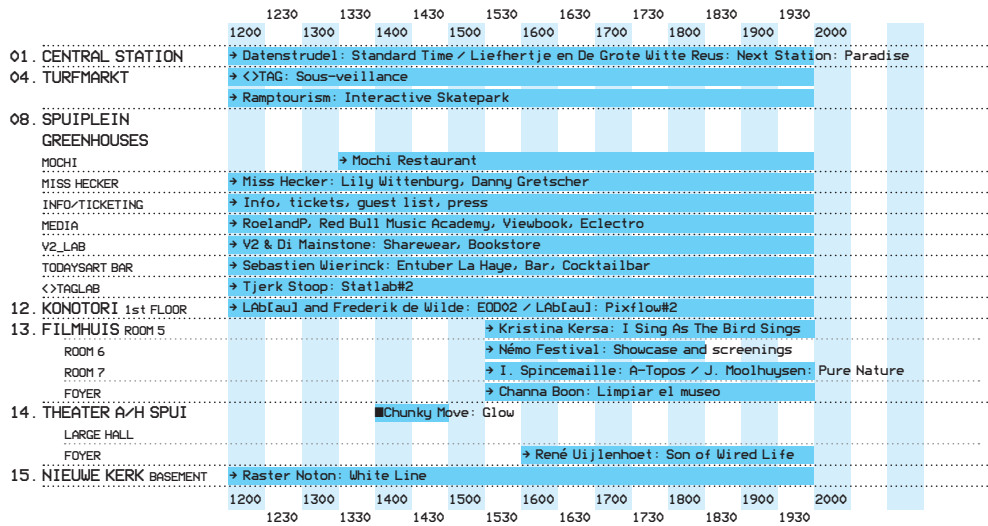 1230 1330 1430 1530 1630 1730 1830 1930
1200 1300 1400 1500 1600 1700 1800 1900 2000
01. CENTRAL STATION → Datenstrudel: Standard Time / Liefhertje en De Grote Witte Reus: Next Station: Paradise
04. TURFMARKT → <>TAG: Sous-veillance
→ Ramptourism: Interactive Skatepark
08. SPUIPLEIN
GREENHOUSES
MOCHI → Mochi Restaurant
MISS HECKER → Miss Hecker: Lily Wittenburg, Danny Gretscher
INFO/TICKETING → Info, tickets, guest list, press
MEDIA → RoelandP, Red Bull Music Academy, Viewbook, Eclectro
V2_LAB → V2 & Di Mainstone: Sharewear, Bookstore
TODAYSART BAR → Sebastien Wierinck: Entuber La Haye, Bar, Cocktailbar
<>TAGLAB → Tjerk Stoop: Statlab#2
12. KONOTORI 1st FLOOR → LAb[au] and Frederik de Wilde: EOD02 / LAb[au]: Pixflow#2
13. FILMHUIS ROOM 5 → Kristina Kersa: I Sing As The Bird Sings
ROOM 6 → Némo Festival: Showcase and screenings
ROOM 7 → I. Spincemaille: A-Topos / J. Moolhuysen: Pure Nature
FOYER → Channa Boon: Limpiar el museo
14. THEATER A/H SPUI ■Chunky Move: Glow
LARGE HALL
FOYER → René Uijlenhoet: Son of Wired Life
15. NIEUWE KERK BASEMENT → Raster Noton: White Line
1200 1300 1400 1500 1600 1700 1800 1900 2000
1230 1330 1430 1530 1630 1730 1830 1930